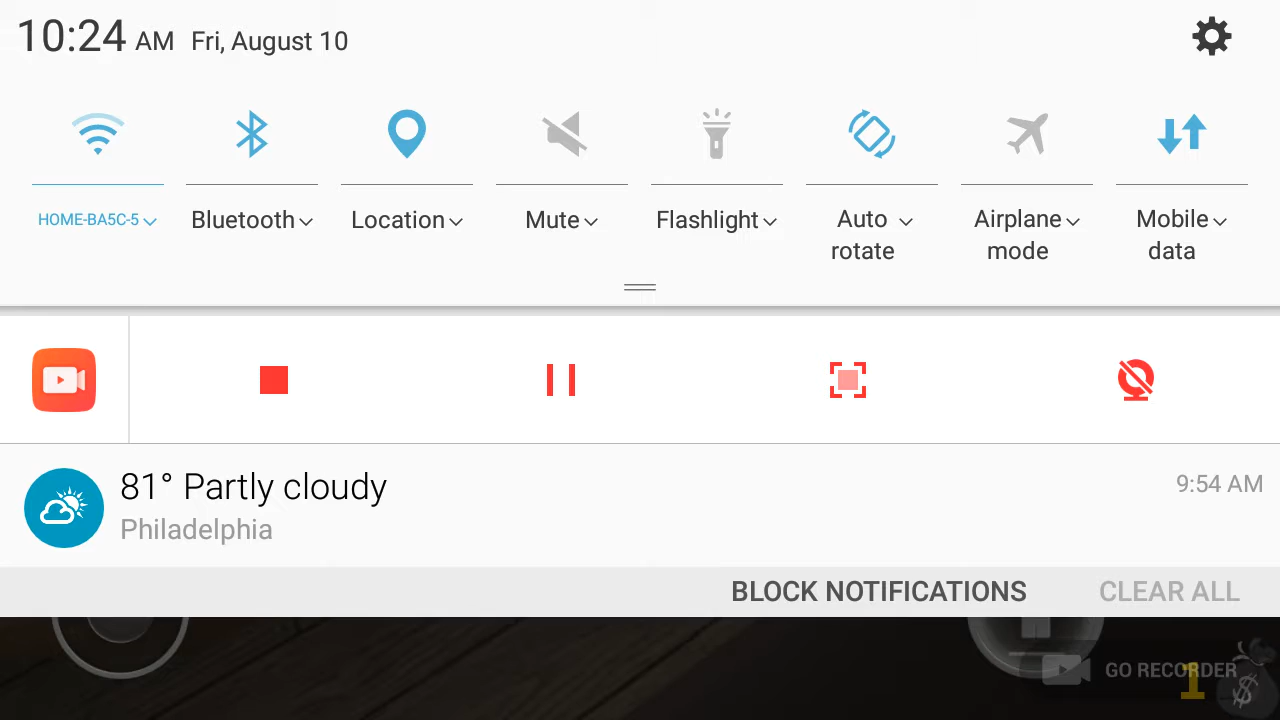 10:24 AM Fri, August 10
HOME-BA5C-5
Bluetooth
Location
Mute
Flashlight
Auto
rotate
Airplane
mode
Mobile
data
81° Partly cloudy
9:54 AM
Philadelphia
BLOCK NOTIFICATIONS
CLEAR ALL
GO RECORDER
1
$